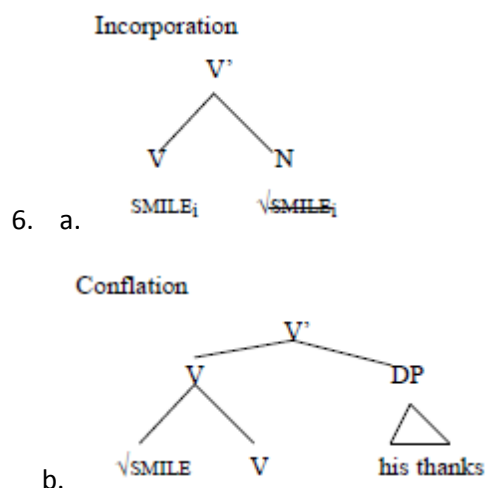 Incorporation
V’
V N
6. a. SMILEi √SMILEi
Conflation
V’
V DP
√SMILE V his thanks
b.